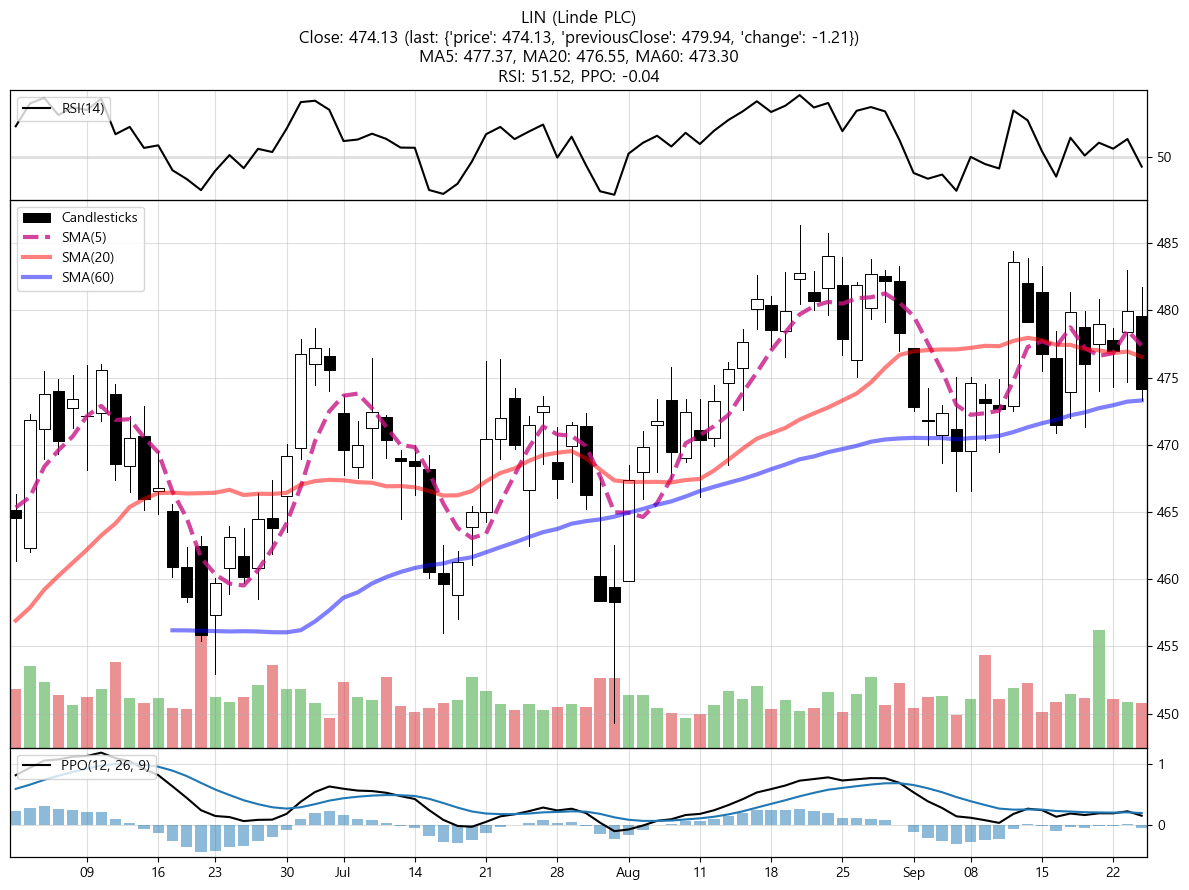 LIN (Linde PLC)
Close: 474.13 (last: {'price': 474.13, 'previousClose': 479.94, 'change': -1.21})
MA5: 477.37, MA20: 476.55, MA60: 473.30
RSI: 51.52, PPO: -0.04
RSI(14)
50
Candlesticks
SMA(5)
SMA(20)
SMA(60)
485
480
475
470
465
460
455
450
PPO(12, 26, 9)
1
0
09 16 23 30 Jul 14 21 28 Aug 11 18 25 Sep 08 15 22